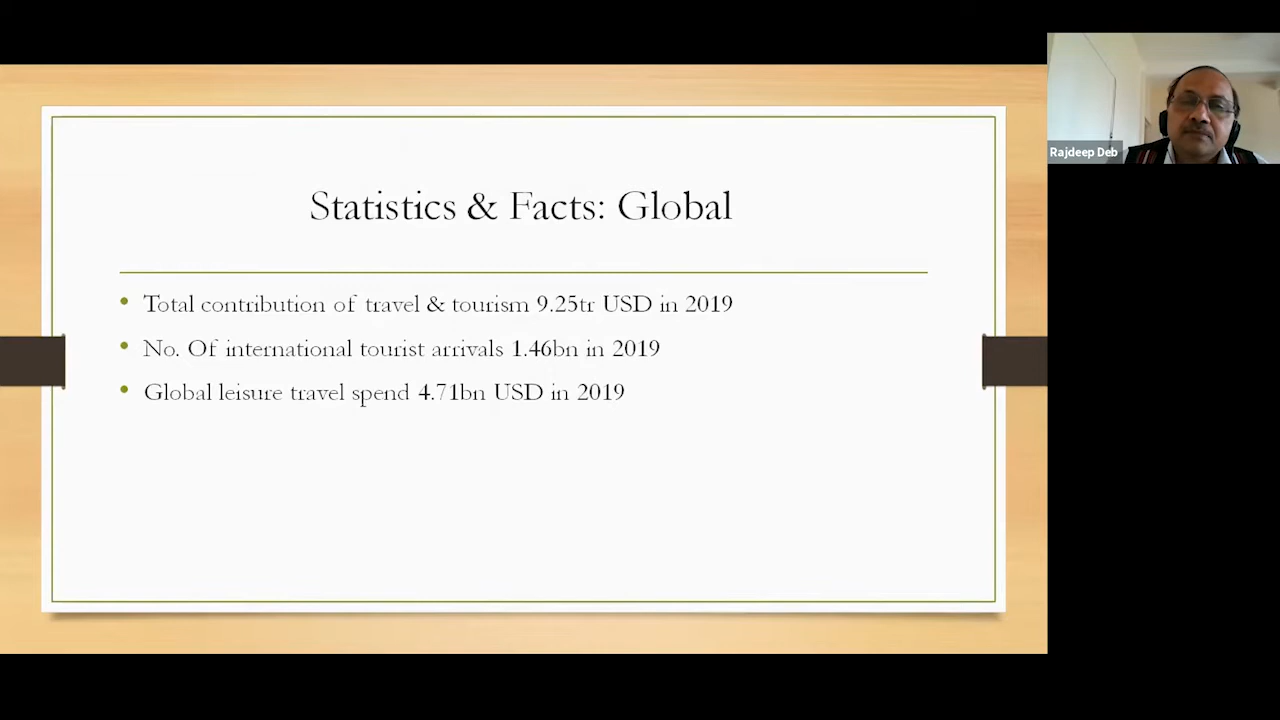 Statistics & Facts: Global
• Total contribution of travel & tourism 9.25tr USD in 2019
• No. Of international tourist arrivals 1.46bn in 2019
• Global leisure travel spend 4.71bn USD in 2019
Rajdeep Deb